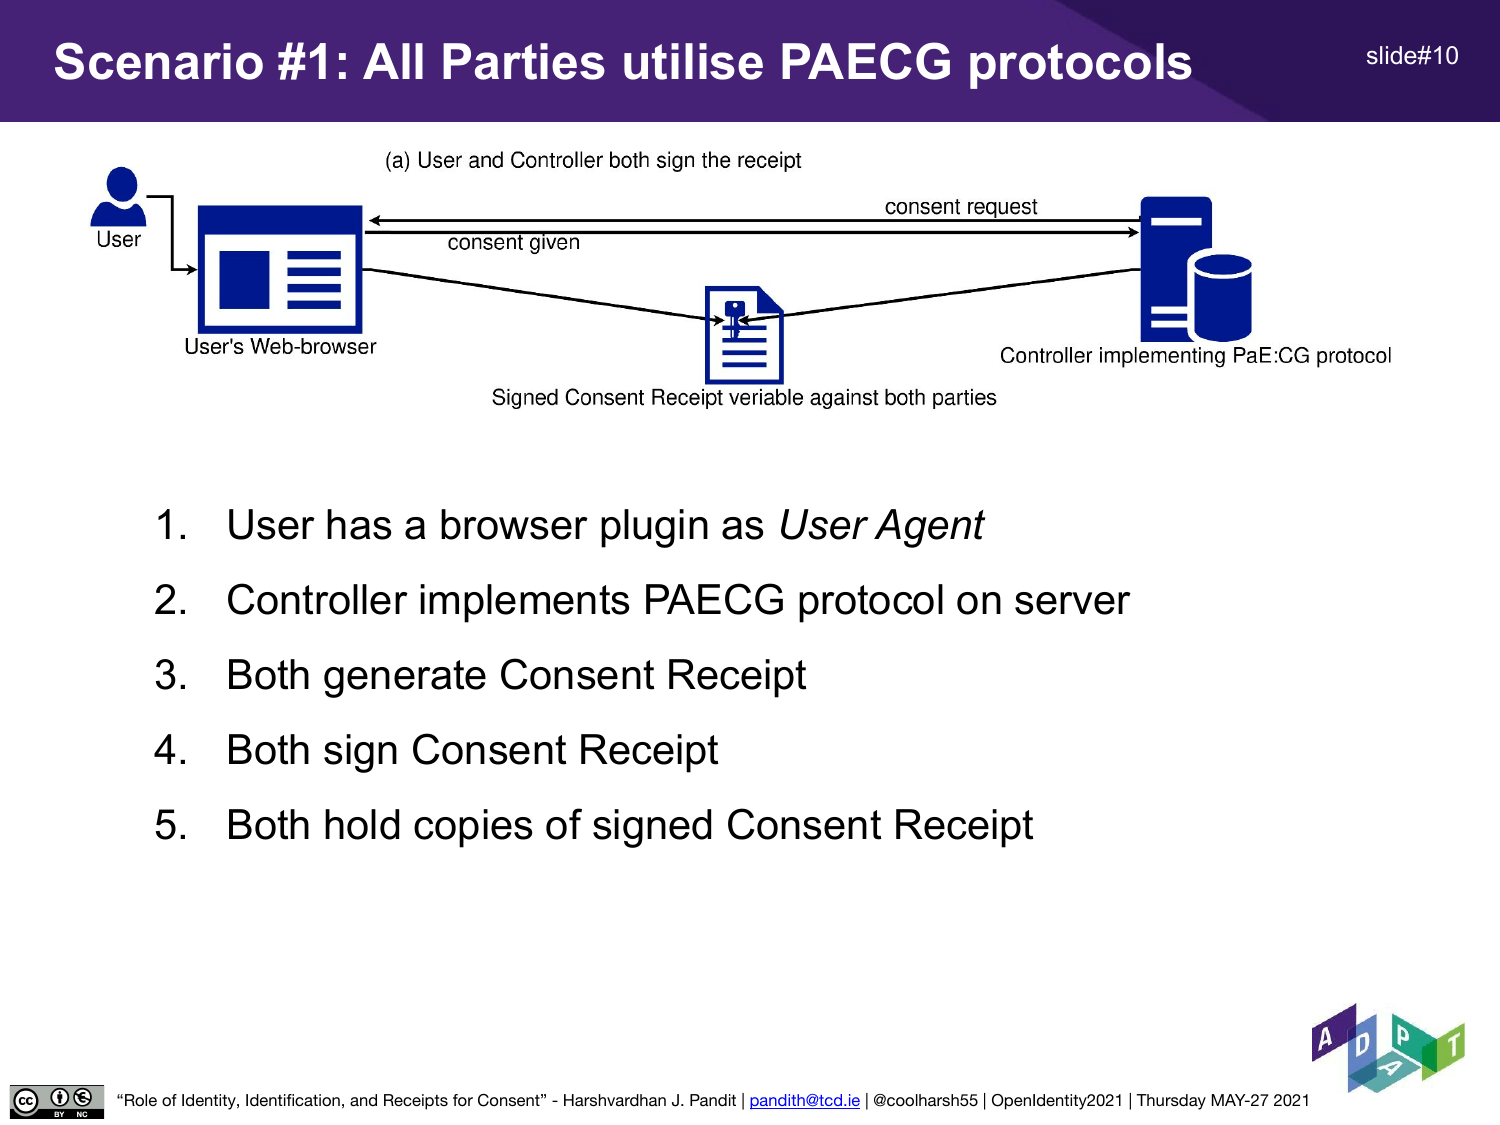 Scenario #1: All Parties utilise PAECG protocols
slide#10
(a) User and Controller both sign the receipt
User
consent request
consent given
User's Web-browser
Controller implementing PaE:CG protocol
Signed Consent Receipt veriable against both parties
1. User has a browser plugin as User Agent
2. Controller implements PAECG protocol on server
3. Both generate Consent Receipt
4. Both sign Consent Receipt
5. Both hold copies of signed Consent Receipt
ADAPT
cc BY NC
“Role of Identity, Identification, and Receipts for Consent” - Harshvardhan J. Pandit | pandith@tcd.ie | @coolharsh55 | OpenIdentity2021 | Thursday MAY-27 2021